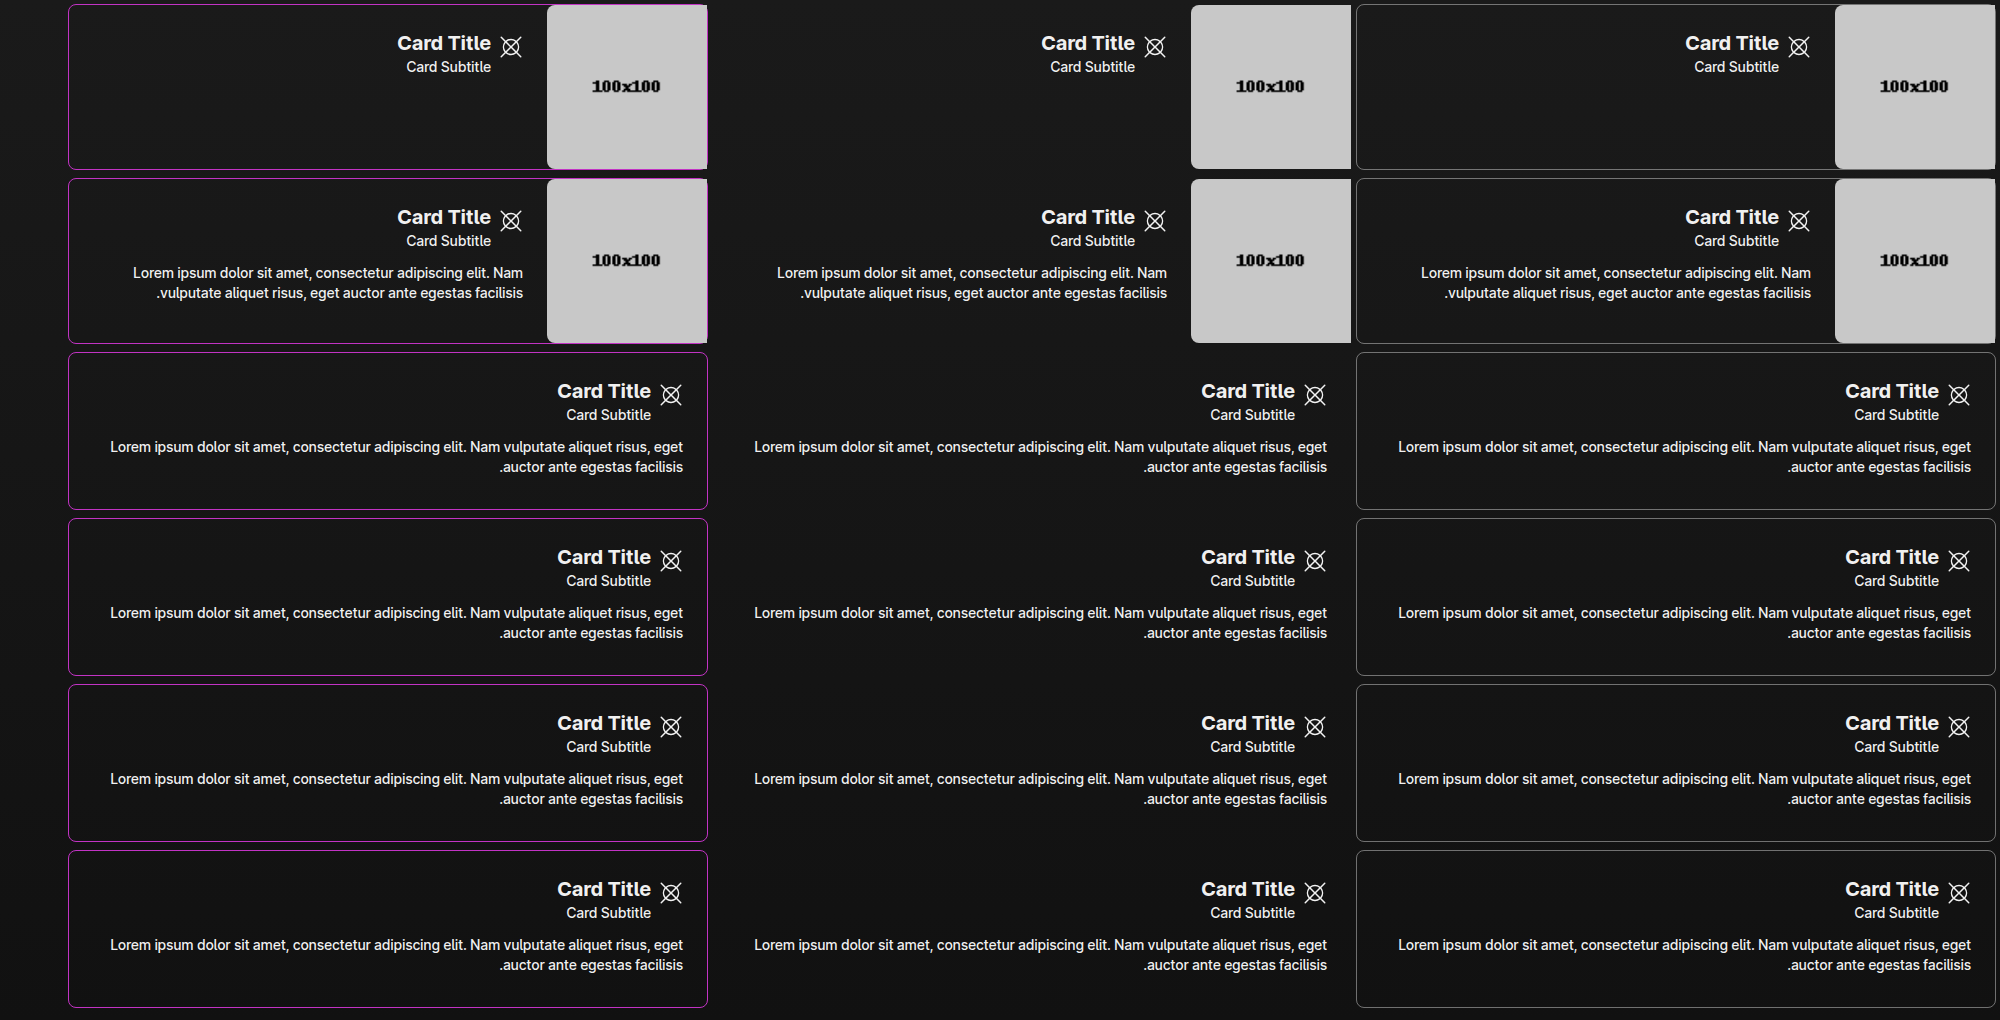 Card Title
Card Subtitle
100x100
Card Title
Card Subtitle
100x100
Card Title
Card Subtitle
100x100
Card Title
Card Subtitle
Lorem ipsum dolor sit amet, consectetur adipiscing elit. Nam
.vulputate aliquet risus, eget auctor ante egestas facilisis
100x100
Card Title
Card Subtitle
Lorem ipsum dolor sit amet, consectetur adipiscing elit. Nam
.vulputate aliquet risus, eget auctor ante egestas facilisis
100x100
Card Title
Card Subtitle
Lorem ipsum dolor sit amet, consectetur adipiscing elit. Nam
.vulputate aliquet risus, eget auctor ante egestas facilisis
100x100
Card Title
Card Subtitle
Lorem ipsum dolor sit amet, consectetur adipiscing elit. Nam vulputate aliquet risus, eget
.auctor ante egestas facilisis
Card Title
Card Subtitle
Lorem ipsum dolor sit amet, consectetur adipiscing elit. Nam vulputate aliquet risus, eget
.auctor ante egestas facilisis
Card Title
Card Subtitle
Lorem ipsum dolor sit amet, consectetur adipiscing elit. Nam vulputate aliquet risus, eget
.auctor ante egestas facilisis
Card Title
Card Subtitle
Lorem ipsum dolor sit amet, consectetur adipiscing elit. Nam vulputate aliquet risus, eget
.auctor ante egestas facilisis
Card Title
Card Subtitle
Lorem ipsum dolor sit amet, consectetur adipiscing elit. Nam vulputate aliquet risus, eget
.auctor ante egestas facilisis
Card Title
Card Subtitle
Lorem ipsum dolor sit amet, consectetur adipiscing elit. Nam vulputate aliquet risus, eget
.auctor ante egestas facilisis
Card Title
Card Subtitle
Lorem ipsum dolor sit amet, consectetur adipiscing elit. Nam vulputate aliquet risus, eget
.auctor ante egestas facilisis
Card Title
Card Subtitle
Lorem ipsum dolor sit amet, consectetur adipiscing elit. Nam vulputate aliquet risus, eget
.auctor ante egestas facilisis
Card Title
Card Subtitle
Lorem ipsum dolor sit amet, consectetur adipiscing elit. Nam vulputate aliquet risus, eget
.auctor ante egestas facilisis
Card Title
Card Subtitle
Lorem ipsum dolor sit amet, consectetur adipiscing elit. Nam vulputate aliquet risus, eget
.auctor ante egestas facilisis
Card Title
Card Subtitle
Lorem ipsum dolor sit amet, consectetur adipiscing elit. Nam vulputate aliquet risus, eget
.auctor ante egestas facilisis
Card Title
Card Subtitle
Lorem ipsum dolor sit amet, consectetur adipiscing elit. Nam vulputate aliquet risus, eget
.auctor ante egestas facilisis